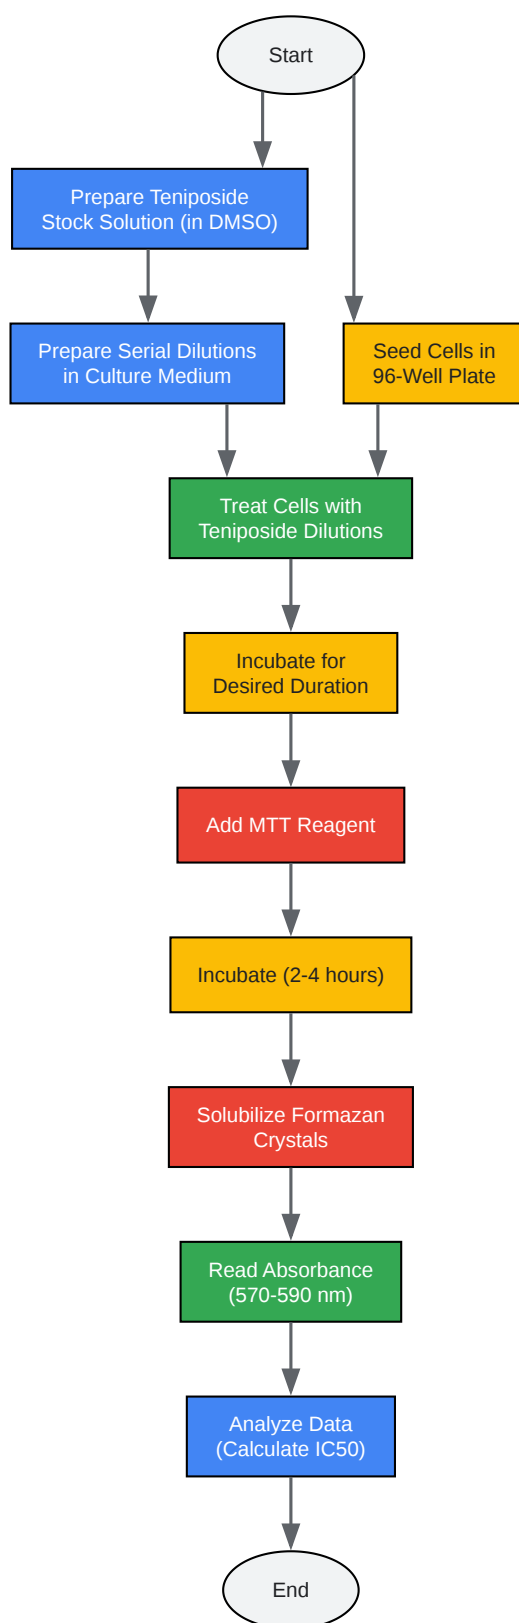 Start
Prepare Teniposide
Stock Solution (in DMSO)
Prepare Serial Dilutions
in Culture Medium
Seed Cells in
96-Well Plate
Treat Cells with
Teniposide Dilutions
Incubate for
Desired Duration
Add MTT Reagent
Incubate (2-4 hours)
Solubilize Formazan
Crystals
Read Absorbance
(570-590 nm)
Analyze Data
(Calculate IC50)
End